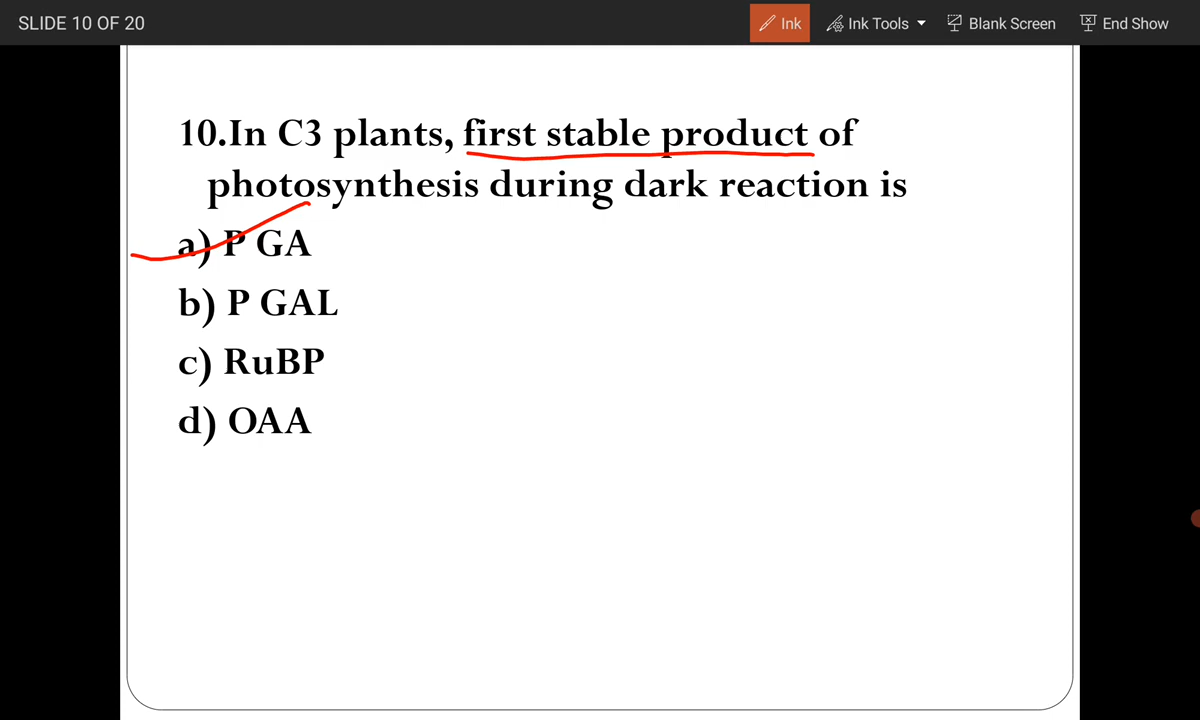 SLIDE 10 OF 20
Ink
Ink Tools
Blank Screen
End Show
10.In C3 plants, first stable product of
photosynthesis during dark reaction is
a) P GA
b) P GAL
c) RuBP
d) OAA